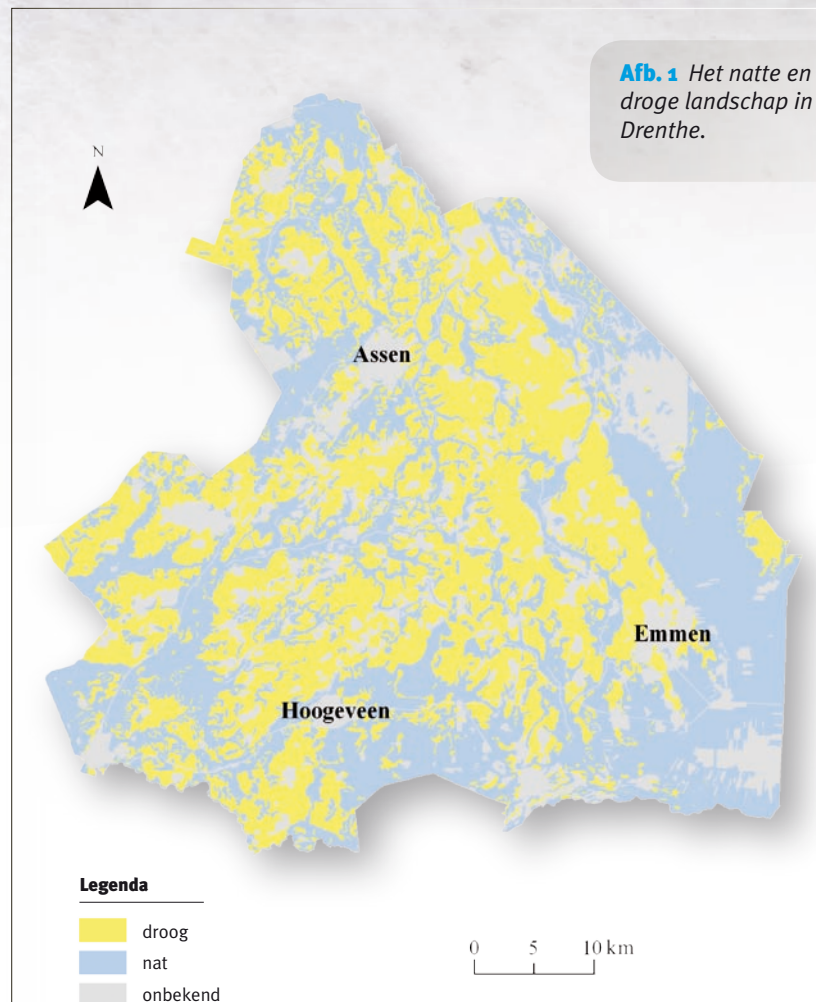 Afb. 1 Het natte en
droge landschap in
Drenthe.
N
Assen
Emmen
Hoogeveen
Legenda
droog
nat
onbekend
0 5 10 km